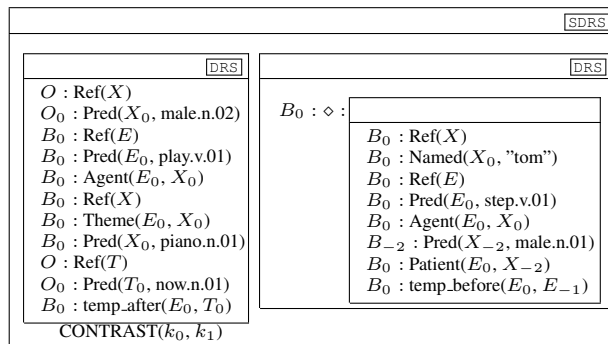 SDRS
DRS
O : Ref(X)
O₀ : Pred(X₀, male.n.02)
B₀ : Ref(E)
B₀ : Pred(E₀, play.v.01)
B₀ : Agent(E₀, X₀)
B₀ : Ref(X)
B₀ : Theme(E₀, X₀)
B₀ : Pred(X₀, piano.n.01)
O : Ref(T)
O₀ : Pred(T₀, now.n.01)
B₀ : temp_after(E₀, T₀)
DRS
B₀ : ⋄ :
B₀ : Ref(X)
B₀ : Named(X₀, ”tom”)
B₀ : Ref(E)
B₀ : Pred(E₀, step.v.01)
B₀ : Agent(E₀, X₀)
B₋₂ : Pred(X₋₂, male.n.01)
B₀ : Patient(E₀, X₋₂)
B₀ : temp_before(E₀, E₋₁)
CONTRAST(k₀, k₁)